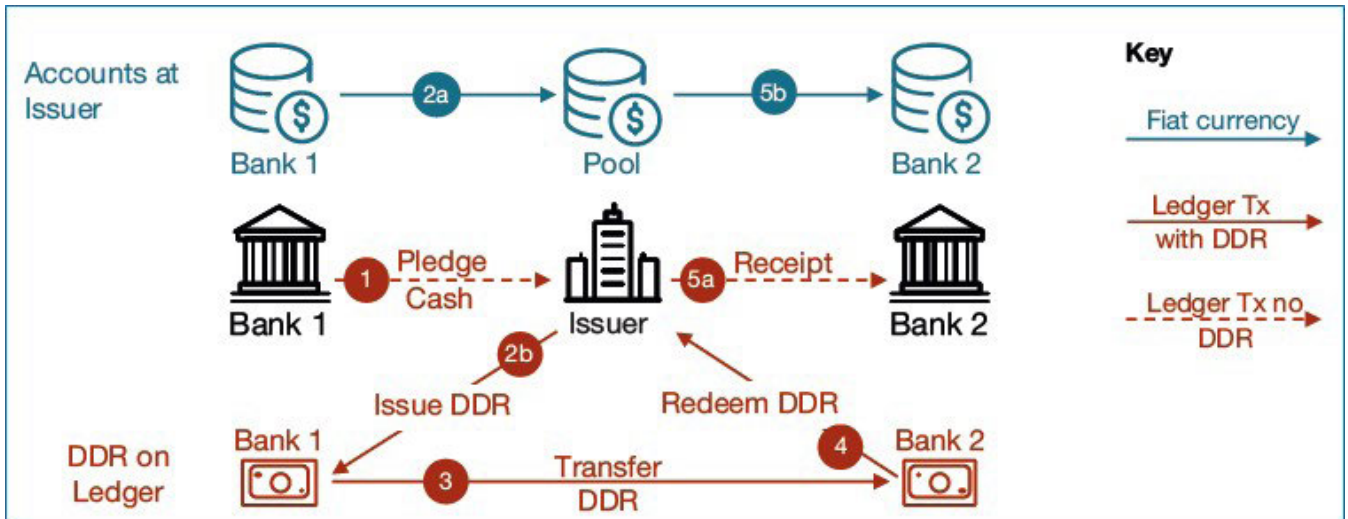 Accounts at
Issuer
2a
5b
Bank 1
Pool
Bank 2
$
$
$
Key
Fiat currency
Ledger Tx
with DDR
Ledger Tx no
DDR
1
Pledge
Cash
5a
Receipt
Bank 1
Issuer
Bank 2
2b
Issue DDR
Redeem DDR
4
DDR on
Ledger
Bank 1
Bank 2
3
Transfer
DDR